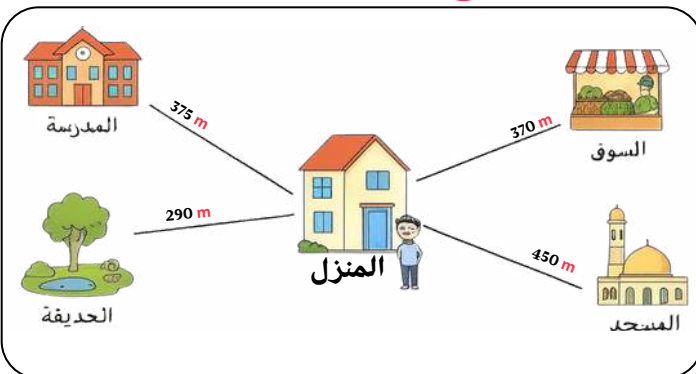 375 m
370 m
المدرسة
السوق
290 m
450 m
المنزل
الحديقة
المسجد